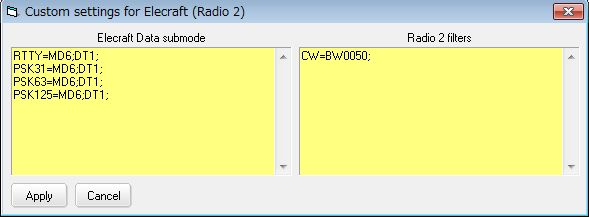 Custom settings for Elecraft (Radio 2)
Elecraft Data submode
RTTY=MD6;DT1;
PSK31=MD6;DT1;
PSK63=MD6;DT1;
PSK125=MD6;DT1;
Radio 2 filters
CW=BW0050;
Apply
Cancel